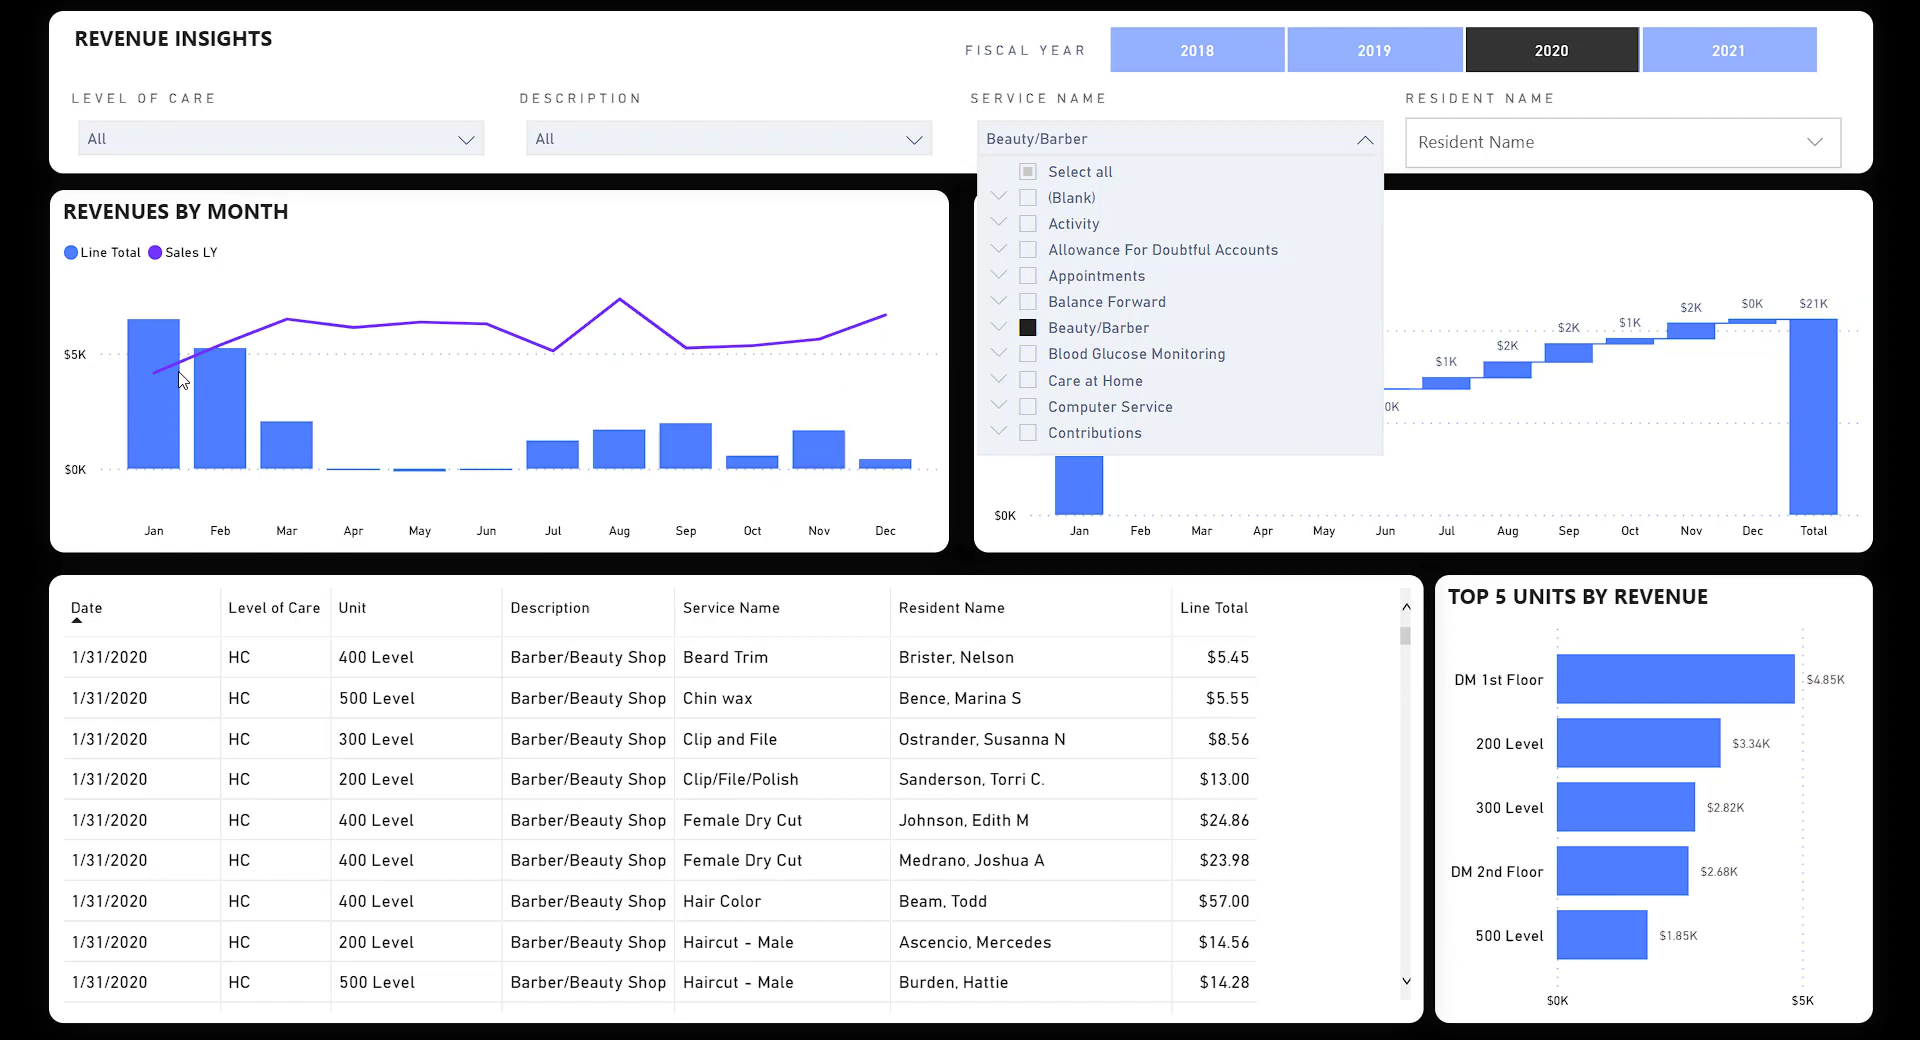 REVENUE INSIGHTS
FISCAL YEAR
2018
2019
2020
2021
LEVEL OF CARE
DESCRIPTION
SERVICE NAME
RESIDENT NAME
All
All
Beauty/Barber
Resident Name
Select all
(Blank)
Activity
Allowance For Doubtful Accounts
Appointments
Balance Forward
Beauty/Barber
Blood Glucose Monitoring
Care at Home
Computer Service
Contributions
REVENUES BY MONTH
Line Total
Sales LY
$5K
$0K
Jan Feb Mar Apr May Jun Jul Aug Sep Oct Nov Dec
0K
$1K
$2K
$2K
$1K
$2K
$0K
$21K
$0K
Jan Feb Mar Apr May Jun Jul Aug Sep Oct Nov Dec Total
Date Level of Care Unit Description Service Name Resident Name Line Total
1/31/2020 HC 400 Level Barber/Beauty Shop Beard Trim Brister, Nelson $5.45
1/31/2020 HC 500 Level Barber/Beauty Shop Chin wax Bence, Marina S $5.55
1/31/2020 HC 300 Level Barber/Beauty Shop Clip and File Ostrander, Susanna N $8.56
1/31/2020 HC 200 Level Barber/Beauty Shop Clip/File/Polish Sanderson, Torri C. $13.00
1/31/2020 HC 400 Level Barber/Beauty Shop Female Dry Cut Johnson, Edith M $24.86
1/31/2020 HC 400 Level Barber/Beauty Shop Female Dry Cut Medrano, Joshua A $23.98
1/31/2020 HC 400 Level Barber/Beauty Shop Hair Color Beam, Todd $57.00
1/31/2020 HC 200 Level Barber/Beauty Shop Haircut - Male Ascencio, Mercedes $14.56
1/31/2020 HC 500 Level Barber/Beauty Shop Haircut - Male Burden, Hattie $14.28
TOP 5 UNITS BY REVENUE
DM 1st Floor $4.85K
200 Level $3.34K
300 Level $2.82K
DM 2nd Floor $2.68K
500 Level $1.85K
$0K $5K